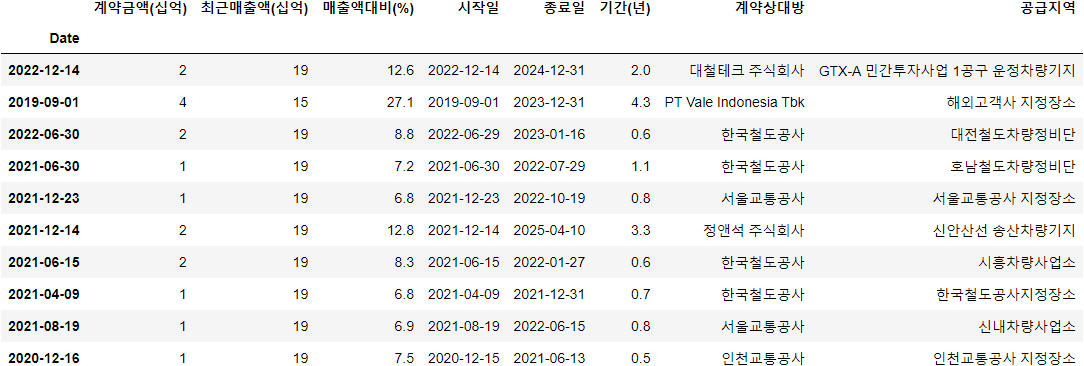 계약금액(십억) 최근매출액(십억) 매출액대비(%) 시작일 종료일 기간(년) 계약상대방 공급지역
Date
2022-12-14 2 19 12.6 2022-12-14 2024-12-31 2.0 대철테크 주식회사 GTX-A 민간투자사업 1공구 운정차량기지
2019-09-01 4 15 27.1 2019-09-01 2023-12-31 4.3 PT Vale Indonesia Tbk 해외고객사 지정장소
2022-06-30 2 19 8.8 2022-06-29 2023-01-16 0.6 한국철도공사 대전철도차량정비단
2021-06-30 1 19 7.2 2021-06-30 2022-07-29 1.1 한국철도공사 호남철도차량정비단
2021-12-23 1 19 6.8 2021-12-23 2022-10-19 0.8 서울교통공사 서울교통공사 지정장소
2021-12-14 2 19 12.8 2021-12-14 2025-04-10 3.3 정앤석 주식회사 신안산선 송산차량기지
2021-06-15 2 19 8.3 2021-06-15 2022-01-27 0.6 한국철도공사 시흥차량사업소
2021-04-09 1 19 6.8 2021-04-09 2021-12-31 0.7 한국철도공사 한국철도공사지정장소
2021-08-19 1 19 6.9 2021-08-19 2022-06-15 0.8 서울교통공사 신내차량사업소
2020-12-16 1 19 7.5 2020-12-15 2021-06-13 0.5 인천교통공사 인천교통공사 지정장소